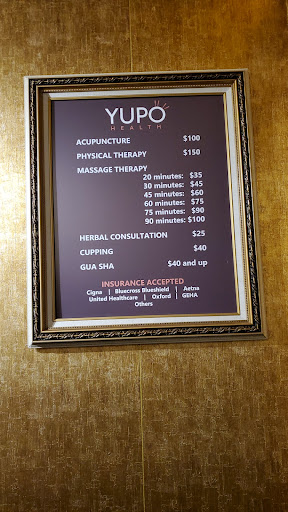 YUPO
HEALTH
ACUPUNCTURE $100
PHYSICAL THERAPY $150
MASSAGE THERAPY
20 minutes: $35
30 minutes: $45
45 minutes: $60
60 minutes: $75
75 minutes: $90
90 minutes: $100
HERBAL CONSULTATION $25
CUPPING $40
GUA SHA $40 and up
INSURANCE ACCEPTED
Cigna | Bluecross Blueshield | Aetna
United Healthcare | Oxford | GEHA
Others